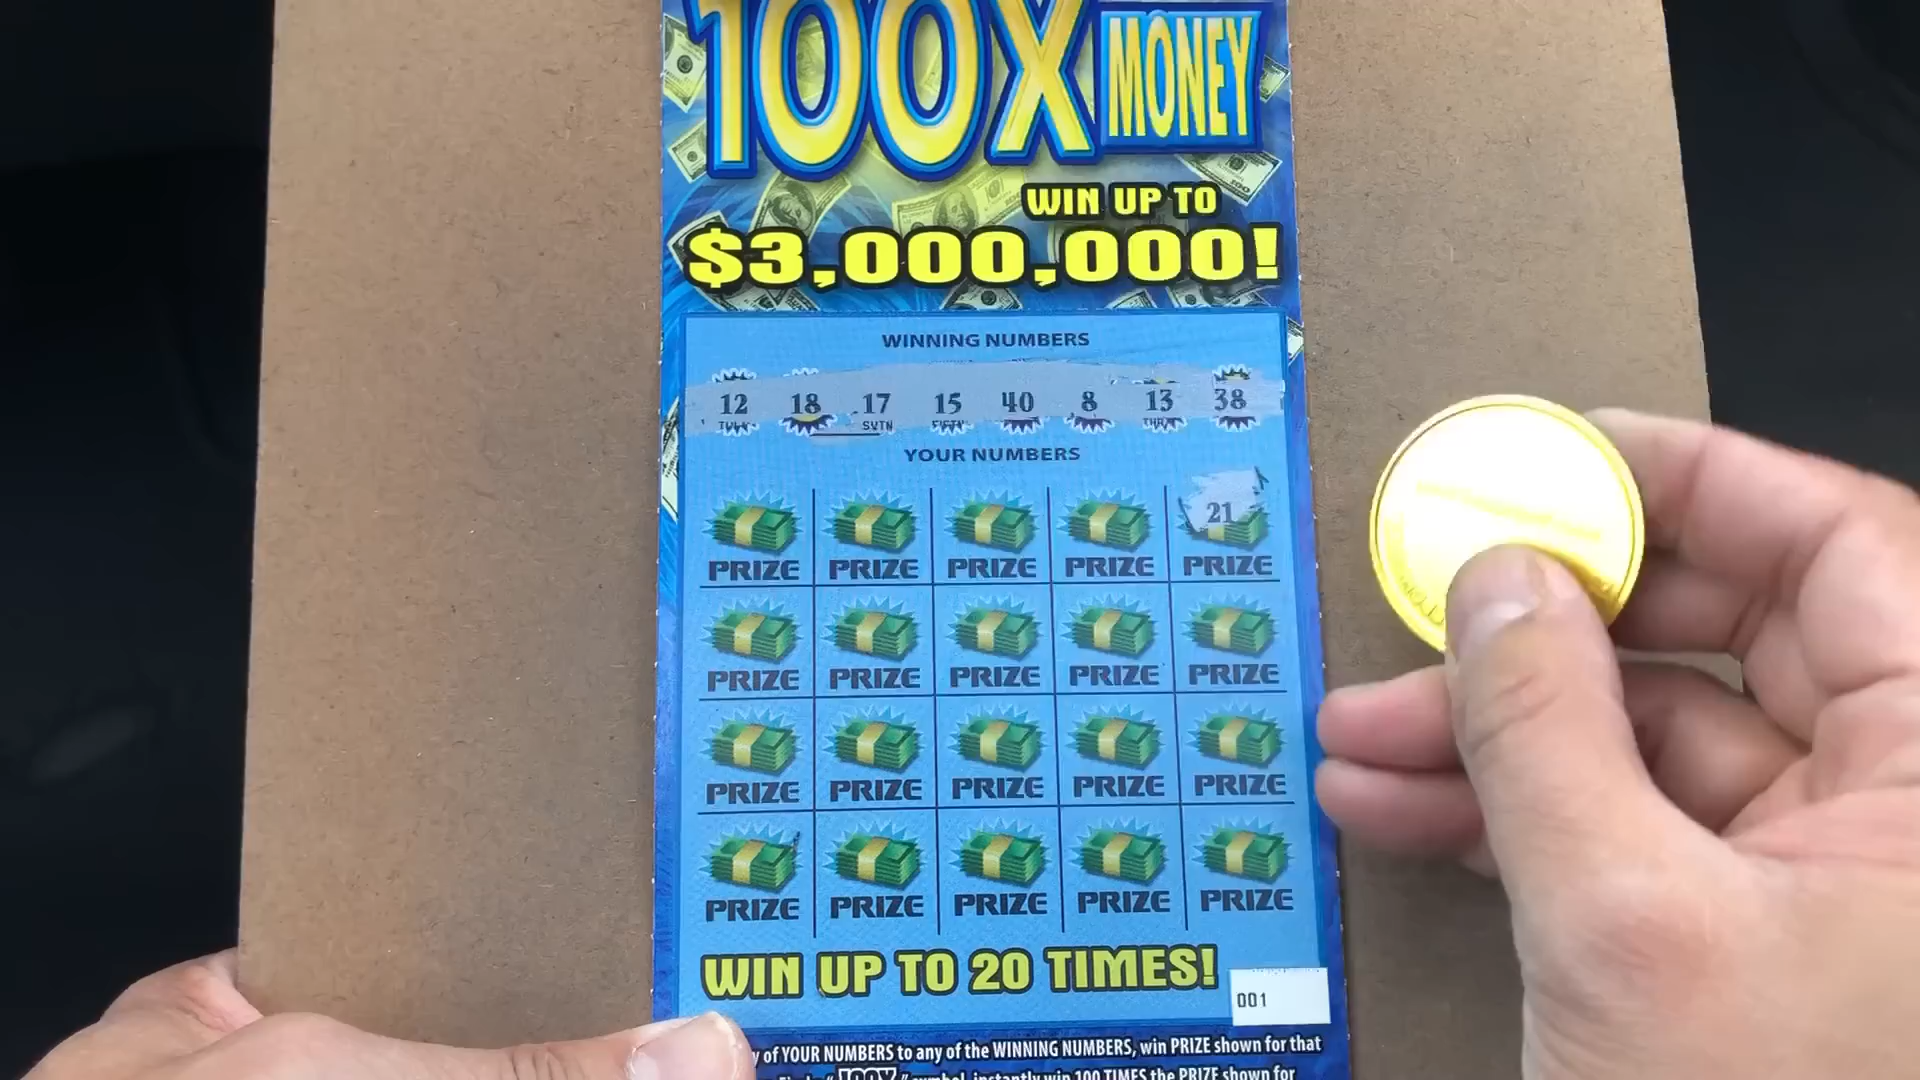 100X MONEY
WIN UP TO
$3,000,000!
WINNING NUMBERS
12 18 17 15 40 8 13 38
SVTN
YOUR NUMBERS
21
PRIZE PRIZE PRIZE PRIZE PRIZE
PRIZE PRIZE PRIZE PRIZE PRIZE
PRIZE PRIZE PRIZE PRIZE PRIZE
PRIZE PRIZE PRIZE PRIZE PRIZE
WIN UP TO 20 TIMES!
001
of YOUR NUMBERS to any of the WINNING NUMBERS, win PRIZE shown for that
"100X" symbol, instantly win 100 TIMES the PRIZE shown for